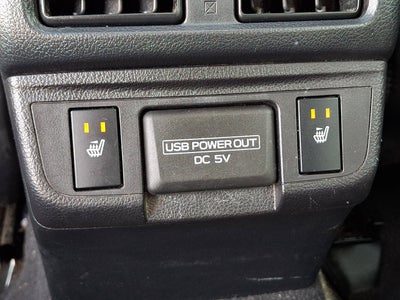 USB POWER OUT
DC 5V